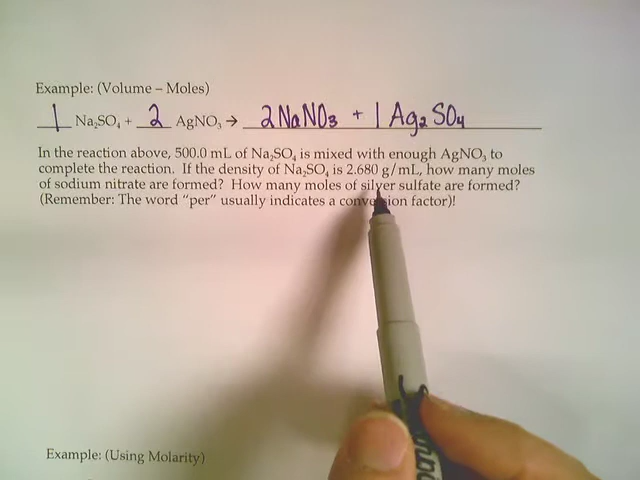 Example: (Volume – Moles)
1 Na₂SO₄ + 2 AgNO₃ → 2NaNO₃ + 1 Ag₂SO₄
In the reaction above, 500.0 mL of Na₂SO₄ is mixed with enough AgNO₃ to
complete the reaction. If the density of Na₂SO₄ is 2.680 g/mL, how many moles
of sodium nitrate are formed? How many moles of silver sulfate are formed?
(Remember: The word “per” usually indicates a conversion factor)!
Example: (Using Molarity)